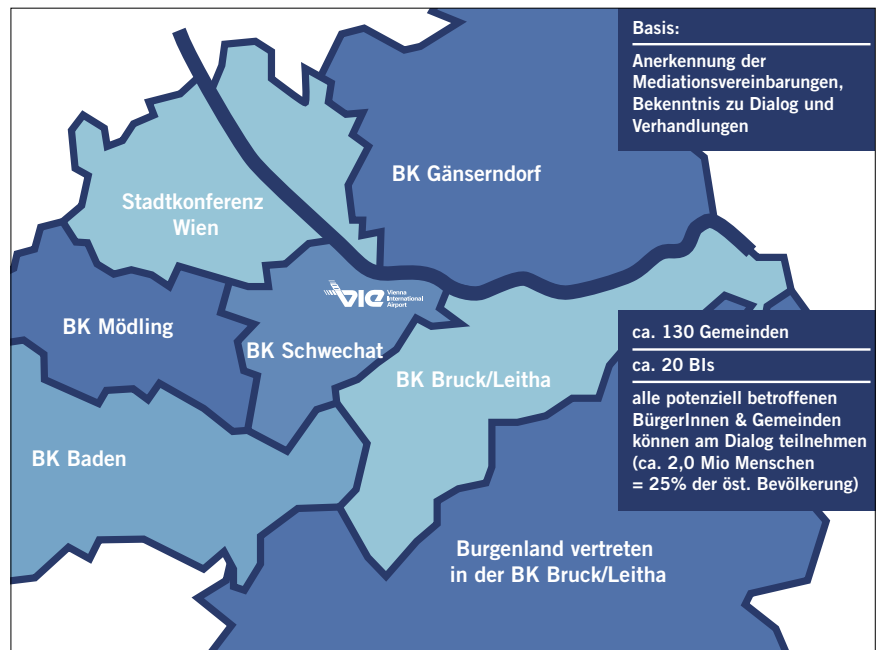 Basis:
Anerkennung der
Mediationsvereinbarungen,
Bekenntnis zu Dialog und
Verhandlungen
BK Gänserndorf
Stadtkonferenz
Wien
VIE Vienna
International
Airport
BK Mödling
BK Schwechat
BK Bruck/Leitha
BK Baden
ca. 130 Gemeinden
ca. 20 BIs
alle potenziell betroffenen
BürgerInnen & Gemeinden
können am Dialog teilnehmen
(ca. 2,0 Mio Menschen
= 25% der öst. Bevölkerung)
Burgenland vertreten
in der BK Bruck/Leitha